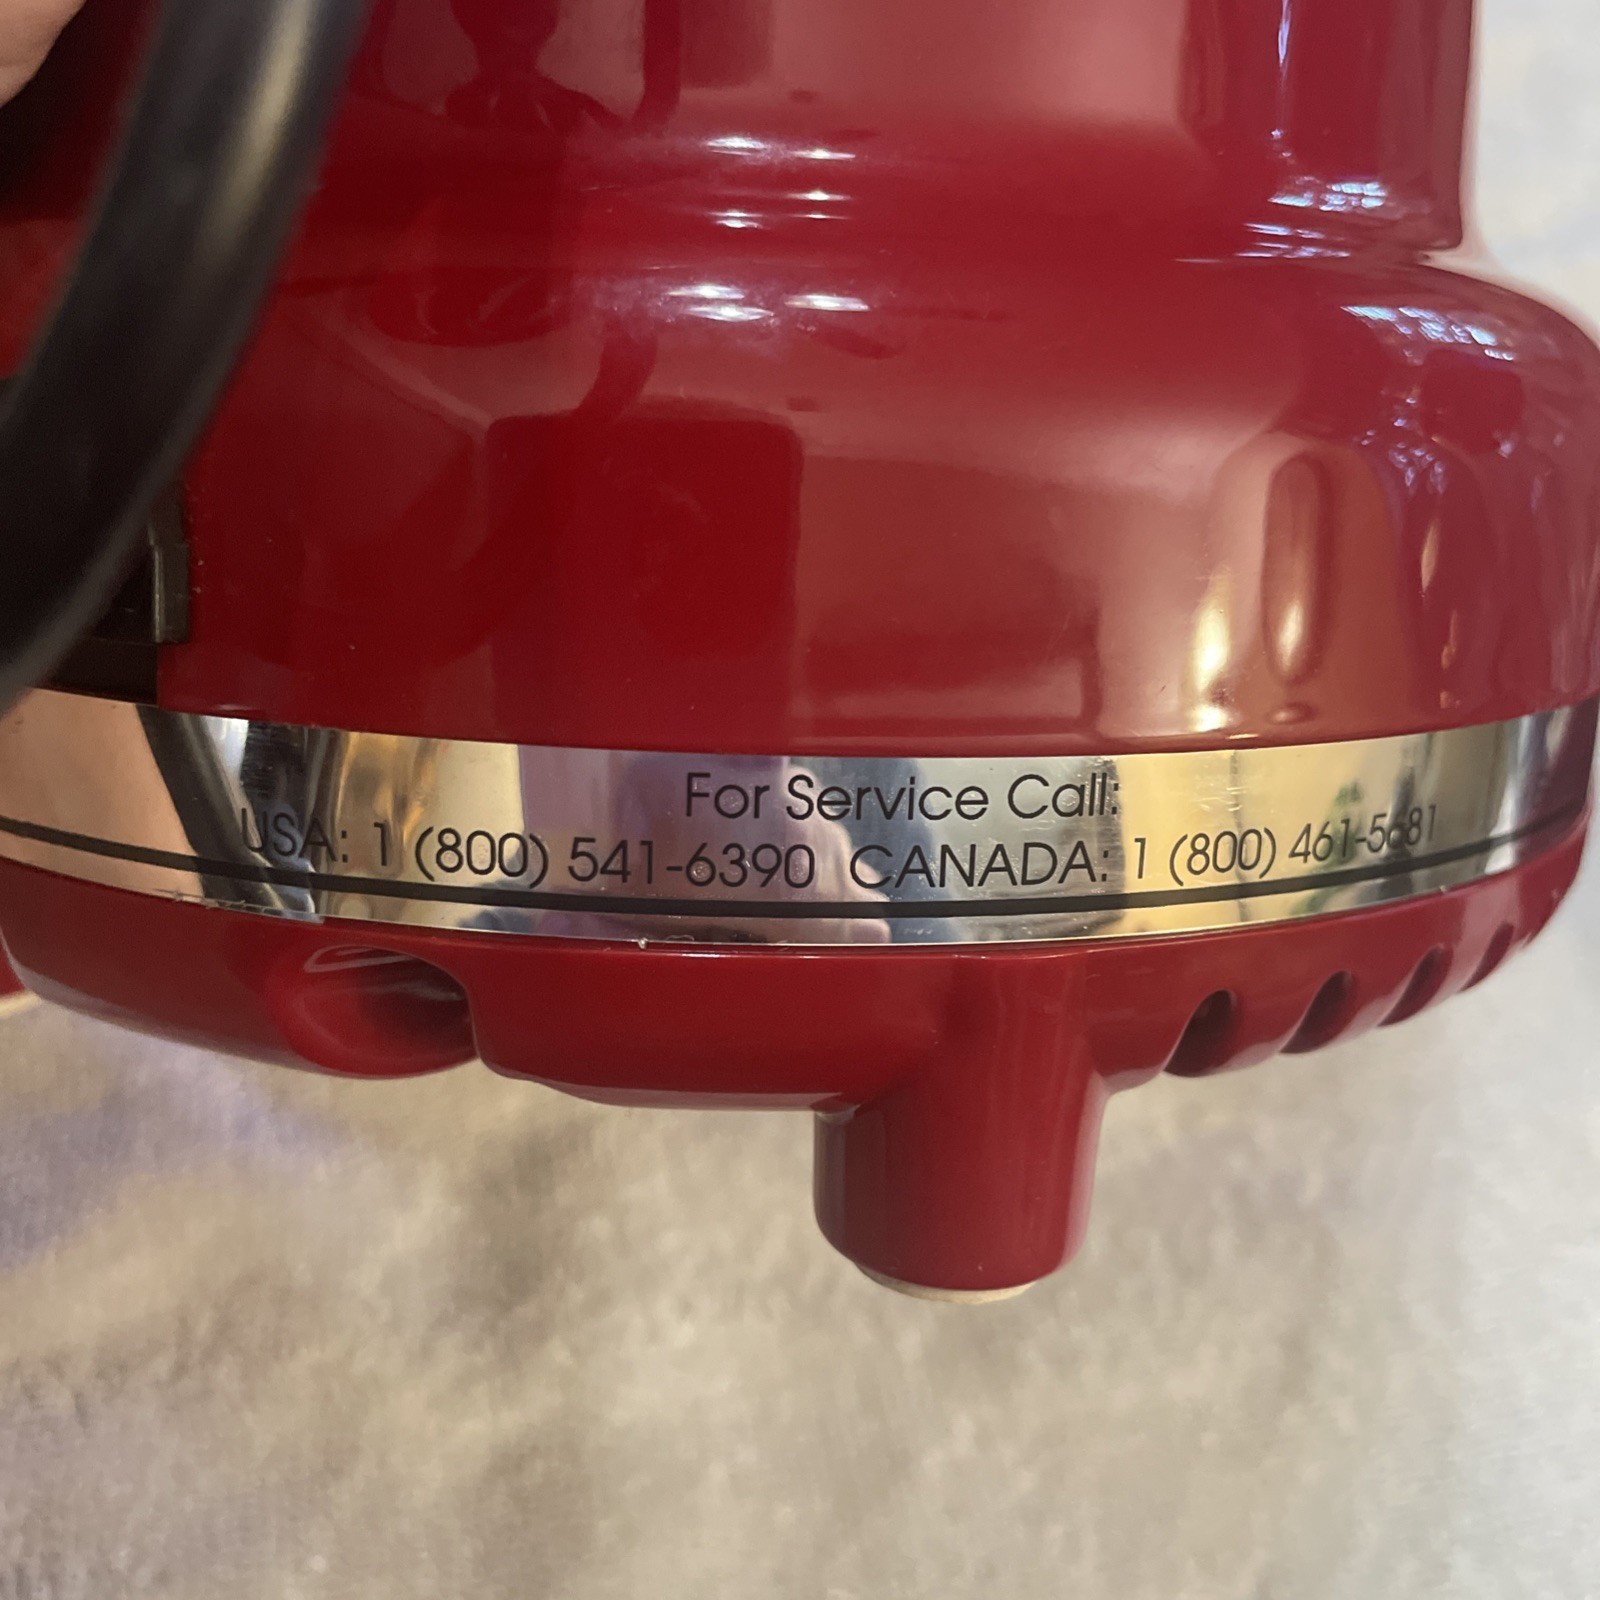 For Service Call:
USA: 1 (800) 541-6390 CANADA: 1 (800) 461-5681